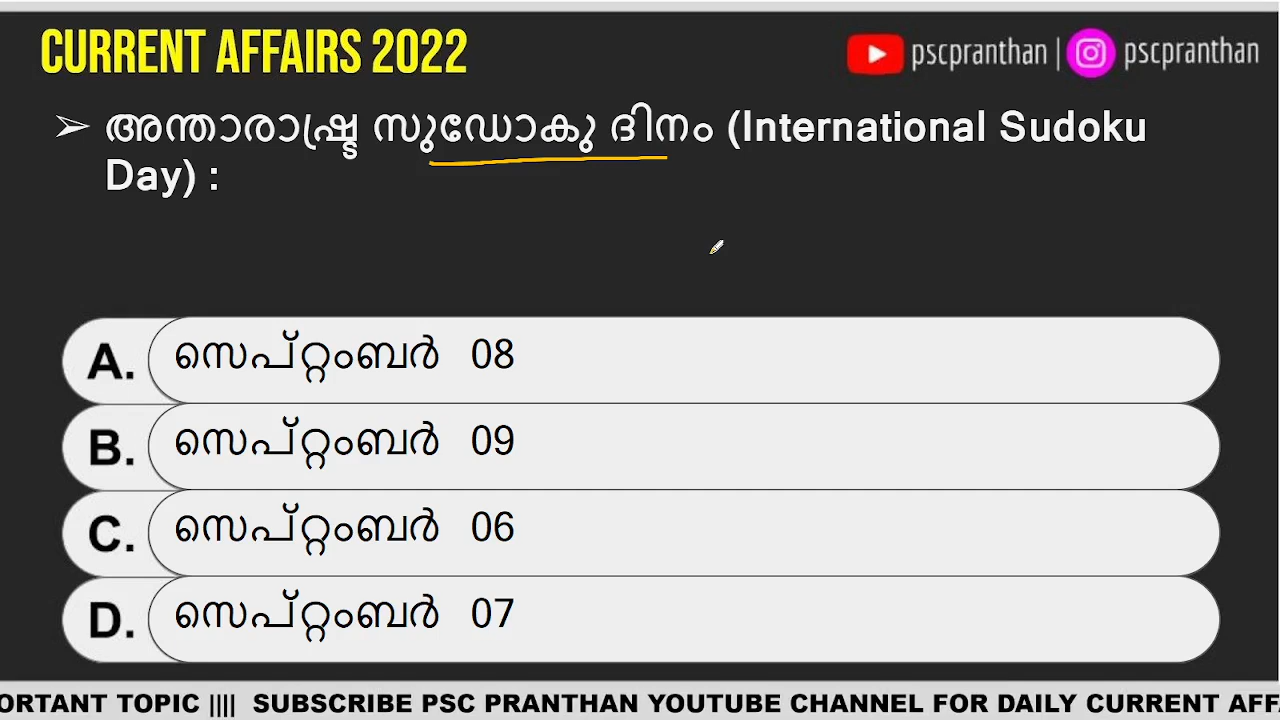 CURRENT AFFAIRS 2022
pscpranthan | pscpranthan
➢ അന്താരാഷ്ട്ര സുഡോകു ദിനം (International Sudoku
Day) :
A. സെപ്റ്റംബർ 08
B. സെപ്റ്റംബർ 09
C. സെപ്റ്റംബർ 06
D. സെപ്റ്റംബർ 07
ORTANT TOPIC |||| SUBSCRIBE PSC PRANTHAN YOUTUBE CHANNEL FOR DAILY CURRENT AFFA